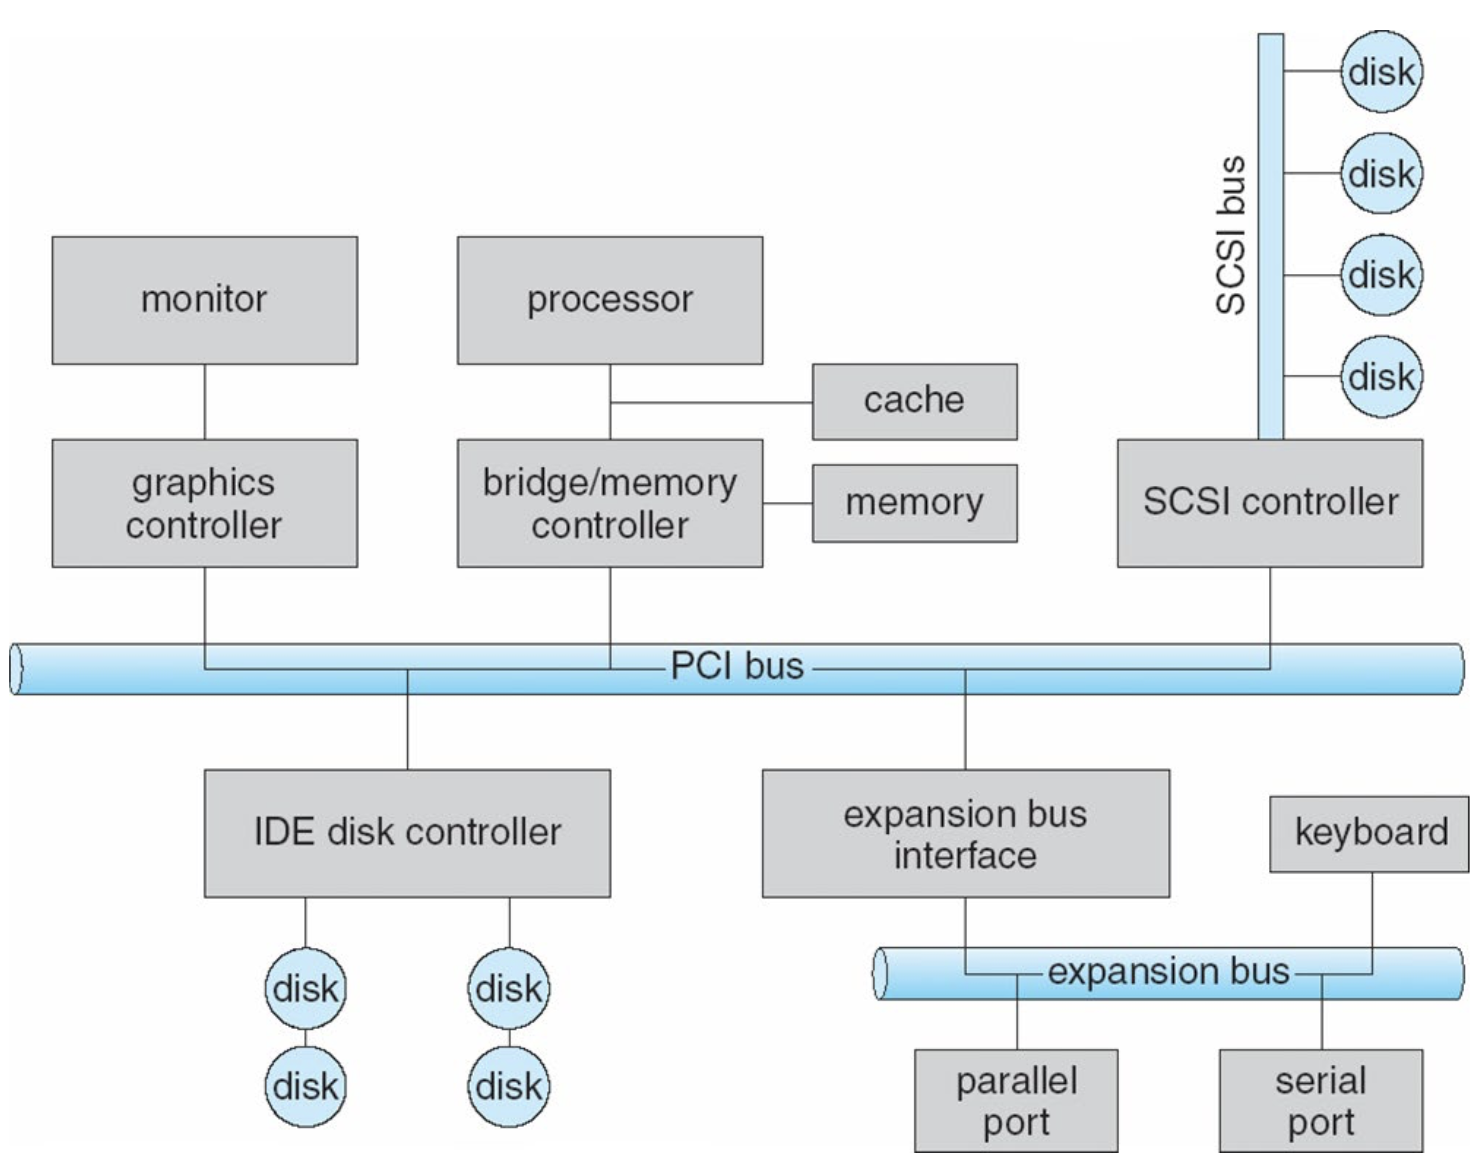 disk
disk
SCSI bus
disk
disk
monitor
processor
cache
graphics
controller
bridge/memory
controller
memory
SCSI controller
PCI bus
IDE disk controller
expansion bus
interface
keyboard
disk
disk
expansion bus
disk
disk
parallel
port
serial
port